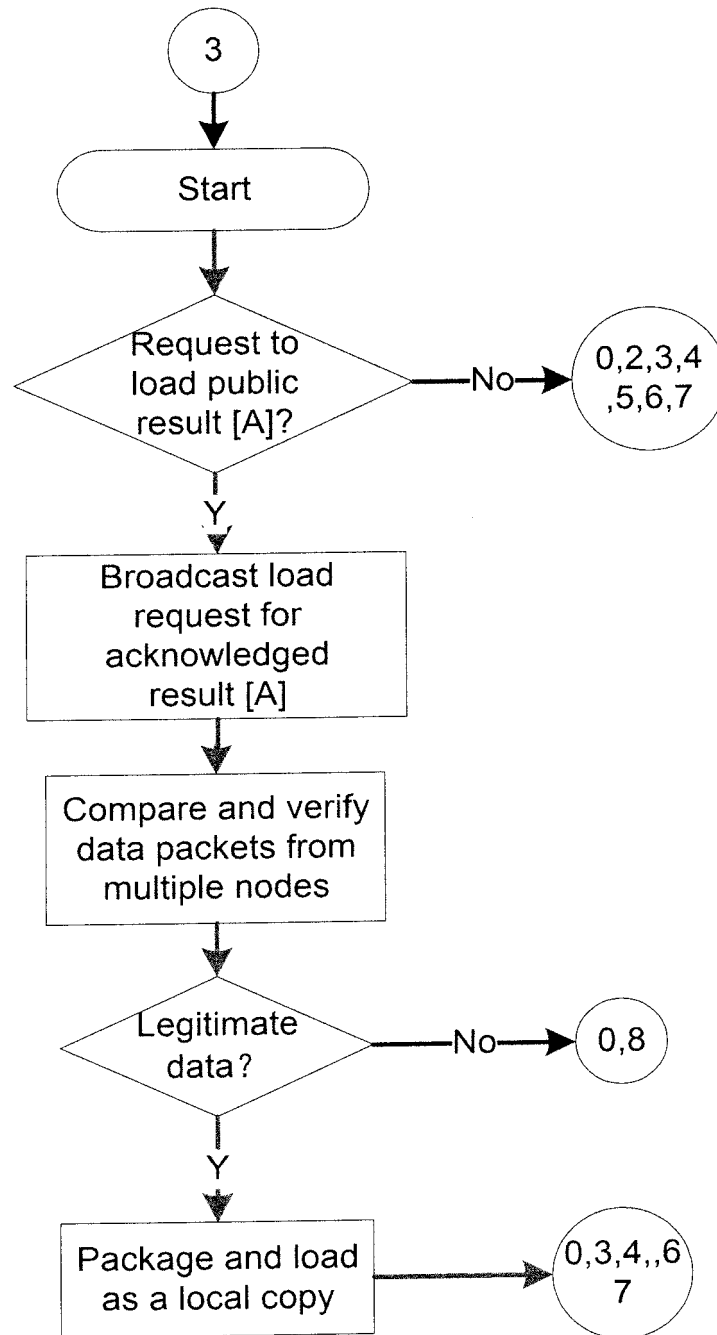 3
Start
Request to
load public
result [A]?
No
0,2,3,4
,5,6,7
Y
Broadcast load
request for
acknowledged
result [A]
Compare and verify
data packets from
multiple nodes
Legitimate
data?
No
0,8
Y
Package and load
as a local copy
0,3,4,,6
7